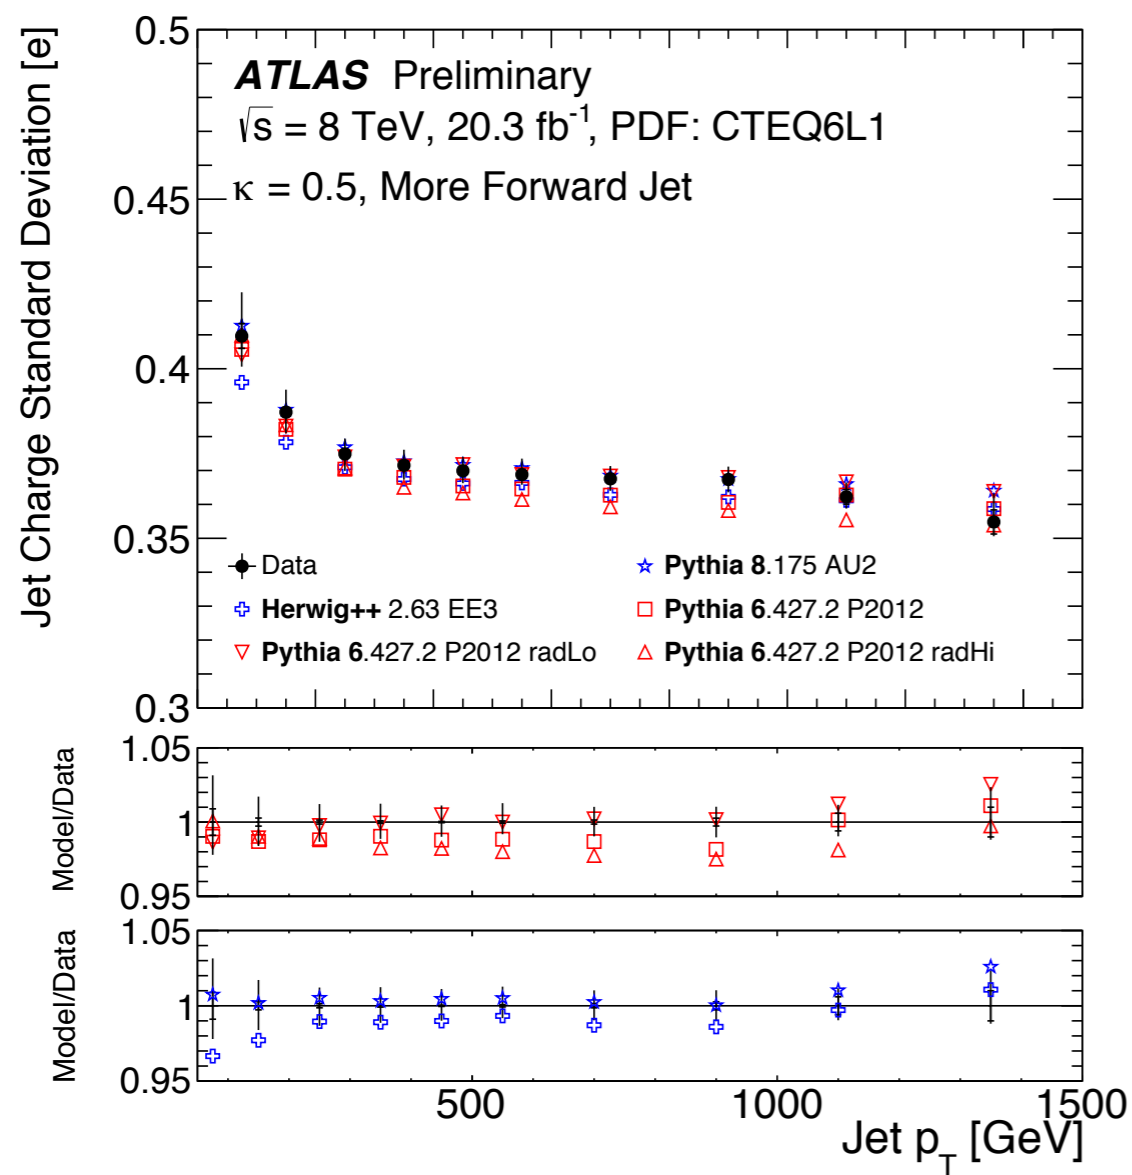 Jet Charge Standard Deviation [e]
0.5
0.45
0.4
0.35
0.3
ATLAS Preliminary
√s = 8 TeV, 20.3 fb⁻¹, PDF: CTEQ6L1
κ = 0.5, More Forward Jet
Data
Pythia 8.175 AU2
Herwig++ 2.63 EE3
Pythia 6.427.2 P2012
Pythia 6.427.2 P2012 radLo
Pythia 6.427.2 P2012 radHi
Model/Data
1.05
1
0.95
Model/Data
1.05
1
0.95
500
1000
1500
Jet p_T [GeV]